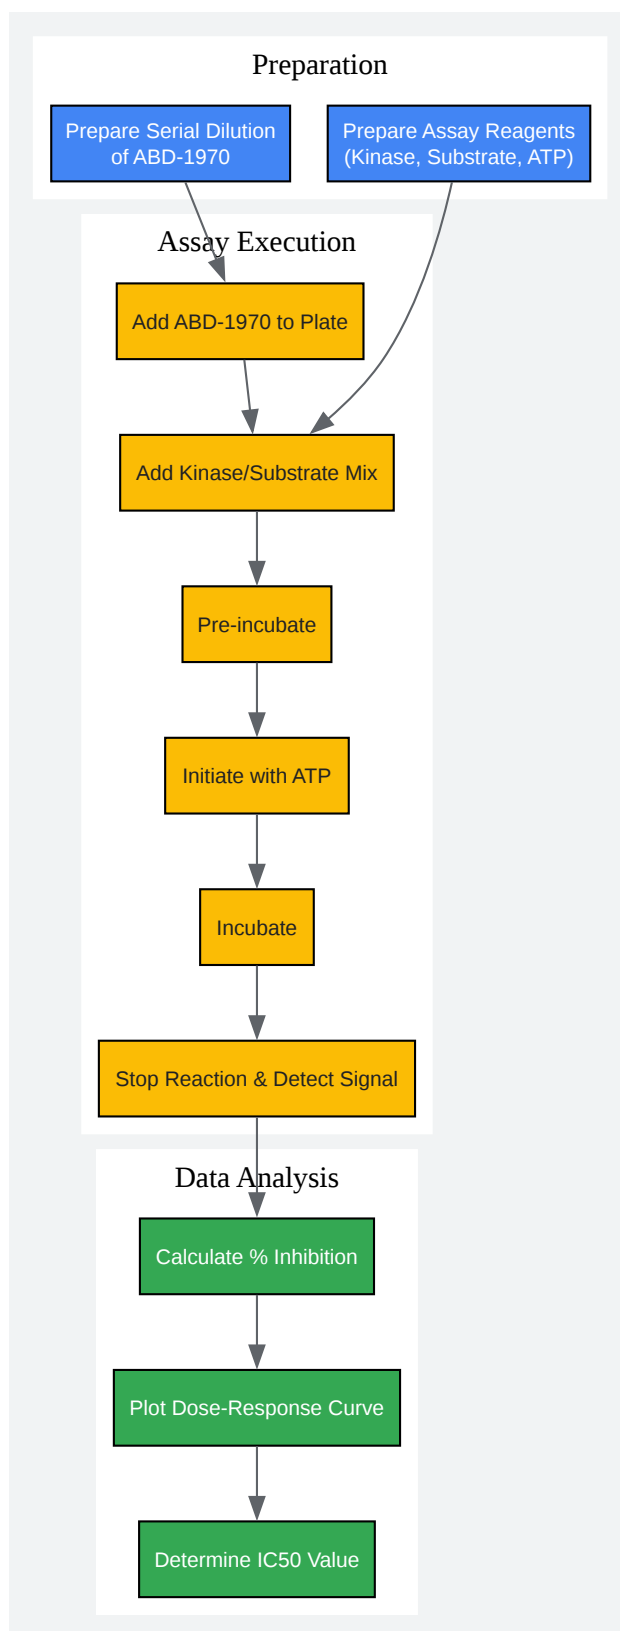 Preparation
Prepare Serial Dilution
of ABD-1970
Prepare Assay Reagents
(Kinase, Substrate, ATP)
Assay Execution
Add ABD-1970 to Plate
Add Kinase/Substrate Mix
Pre-incubate
Initiate with ATP
Incubate
Stop Reaction & Detect Signal
Data Analysis
Calculate % Inhibition
Plot Dose-Response Curve
Determine IC50 Value